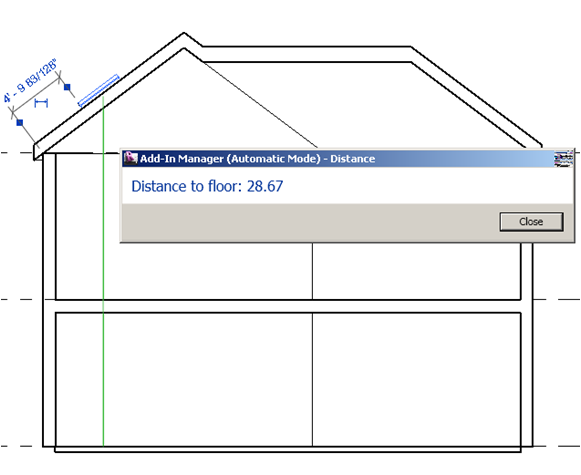 4' - 9 83/128"
Add-In Manager (Automatic Mode) - Distance
Distance to floor: 28.67
Close